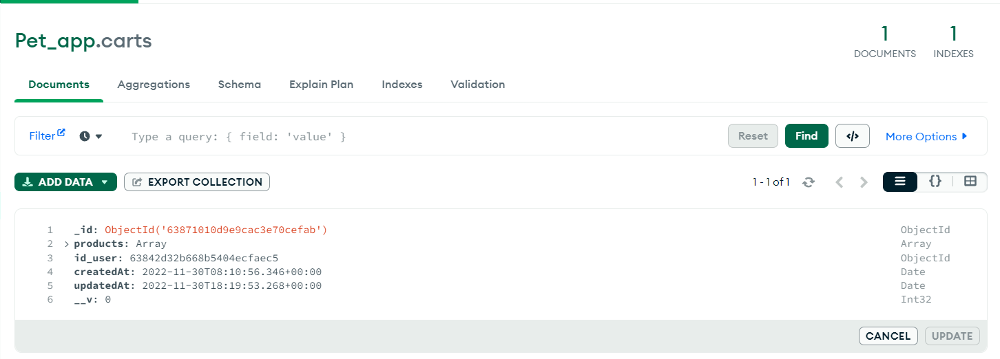 Pet_app.carts
1 1
DOCUMENTS INDEXES
Documents Aggregations Schema Explain Plan Indexes Validation
Filter Type a query: { field: 'value' } Reset Find </> More Options
ADD DATA EXPORT COLLECTION 1 - 1 of 1 {}
1 _id: ObjectId('63871010d9e9cac3e70cefab') ObjectId
2 > products: Array Array
3 id_user: 63842d32b668b5404ecfaec5 ObjectId
4 createdAt: 2022-11-30T08:10:56.346+00:00 Date
5 updatedAt: 2022-11-30T18:19:53.268+00:00 Date
6 __v: 0 Int32
CANCEL UPDATE